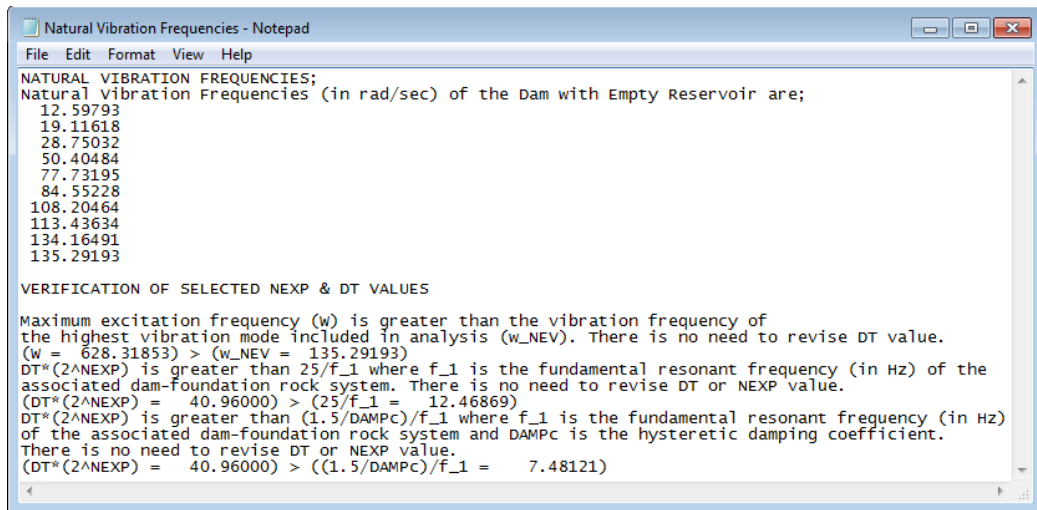 Natural Vibration Frequencies - Notepad
File Edit Format View Help
NATURAL VIBRATION FREQUENCIES;
Natural Vibration Frequencies (in rad/sec) of the Dam with Empty Reservoir are;
12.59793
19.11618
28.75032
50.40484
77.73195
84.55228
108.20464
113.43634
134.16491
135.29193
VERIFICATION OF SELECTED NEXP & DT VALUES
Maximum excitation frequency (W) is greater than the vibration frequency of
the highest vibration mode included in analysis (w_NEV). There is no need to revise DT value.
(W = 628.31853) > (w_NEV = 135.29193)
DT*(2^NEXP) is greater than 25/f_1 where f_1 is the fundamental resonant frequency (in Hz) of the
associated dam-foundation rock system. There is no need to revise DT or NEXP value.
(DT*(2^NEXP) = 40.96000) > (25/f_1 = 12.46869)
DT*(2^NEXP) is greater than (1.5/DAMPC)/f_1 where f_1 is the fundamental resonant frequency (in Hz)
of the associated dam-foundation rock system and DAMPC is the hysteretic damping coefficient.
There is no need to revise DT or NEXP value.
(DT*(2^NEXP) = 40.96000) > ((1.5/DAMPC)/f_1 = 7.48121)